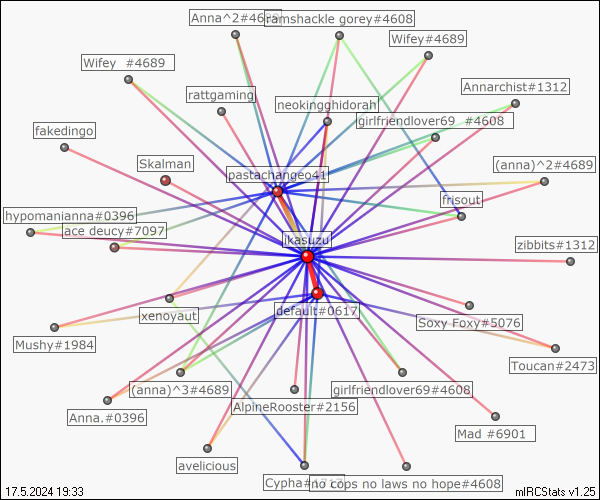 Anna^2#4689
ramshackle gorey#4608
Wifey#4689
Wifey #4689
Annarchist#1312
rattgaming
neokingghidorah
girlfriendlover69 #4608
fakedingo
Skalman
(anna)^2#4689
pastachangeo41
frisout
hypomanianna#0396
ace deucy#7097
ikasuzu
zibbits#1312
default#0617
xenoyaut
Soxy Foxy#5076
Mushy#1984
Toucan#2473
(anna)^3#4689
girlfriendlover69#4608
AlpineRooster#2156
Anna.#0396
Mad #6901
avelicious
no cops no laws no hope#4608
17.5.2024 19:33
mIRCStats v1.25